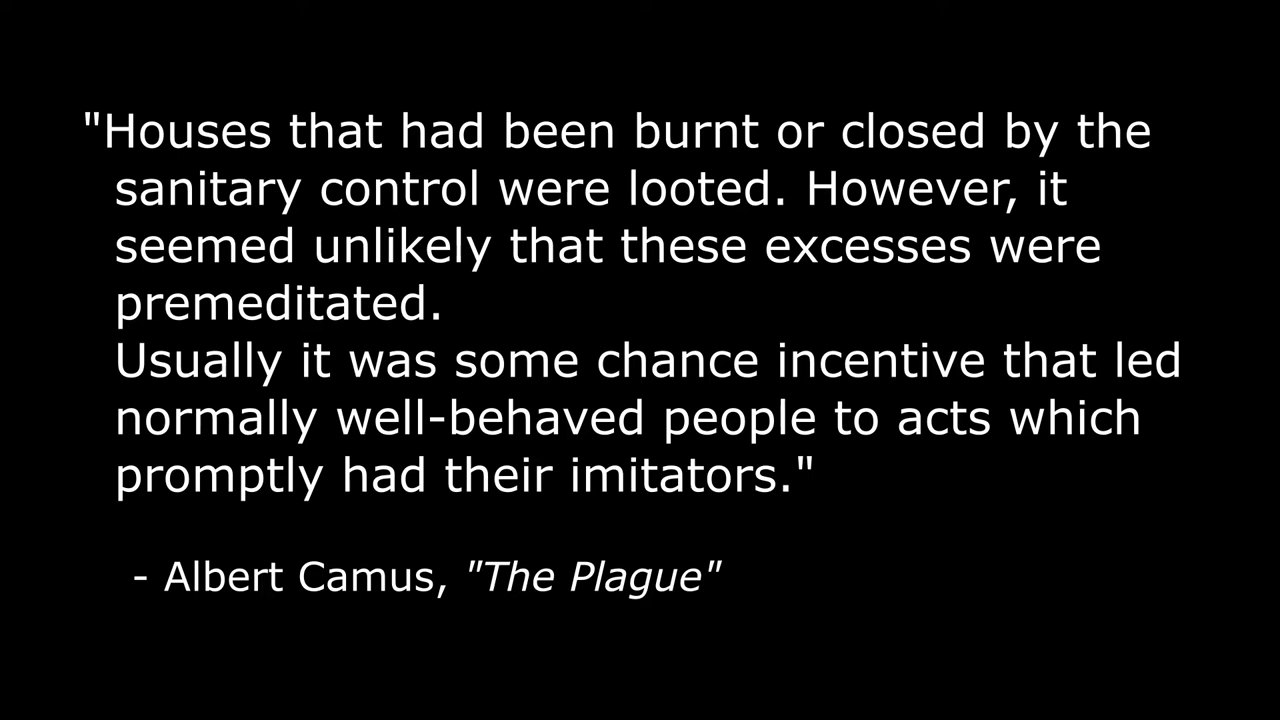 "Houses that had been burnt or closed by the
sanitary control were looted. However, it
seemed unlikely that these excesses were
premeditated.
Usually it was some chance incentive that led
normally well-behaved people to acts which
promptly had their imitators."
- Albert Camus, "The Plague"